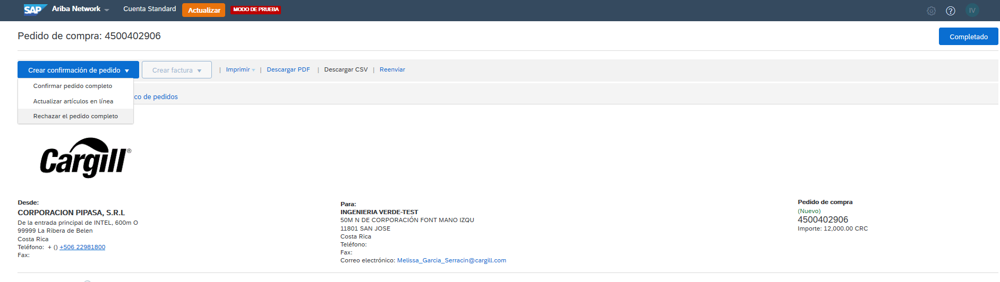 SAP Ariba Network Cuenta Standard Actualizar MODO DE PRUEBA ? IV
Pedido de compra: 4500402906 Completado
Crear confirmación de pedido Crear factura | Imprimir | Descargar PDF | Descargar CSV | Reenviar
Confirmar pedido completo
co de pedidos
Actualizar artículos en línea
Rechazar el pedido completo
Cargill®
Desde:
CORPORACION PIPASA, S.R.L
De la entrada principal de INTEL, 600m O
99999 La Ribera de Belen
Costa Rica
Teléfono: + () +506 22981800
Fax:
Para:
INGENIERIA VERDE-TEST
50M N DE CORPORACIÓN FONT MANO IZQU
11801 SAN JOSE
Costa Rica
Teléfono:
Fax:
Correo electrónico: Melissa_Garcia_Serracin@cargill.com
Pedido de compra
(Nuevo)
4500402906
Importe: 12,000.00 CRC